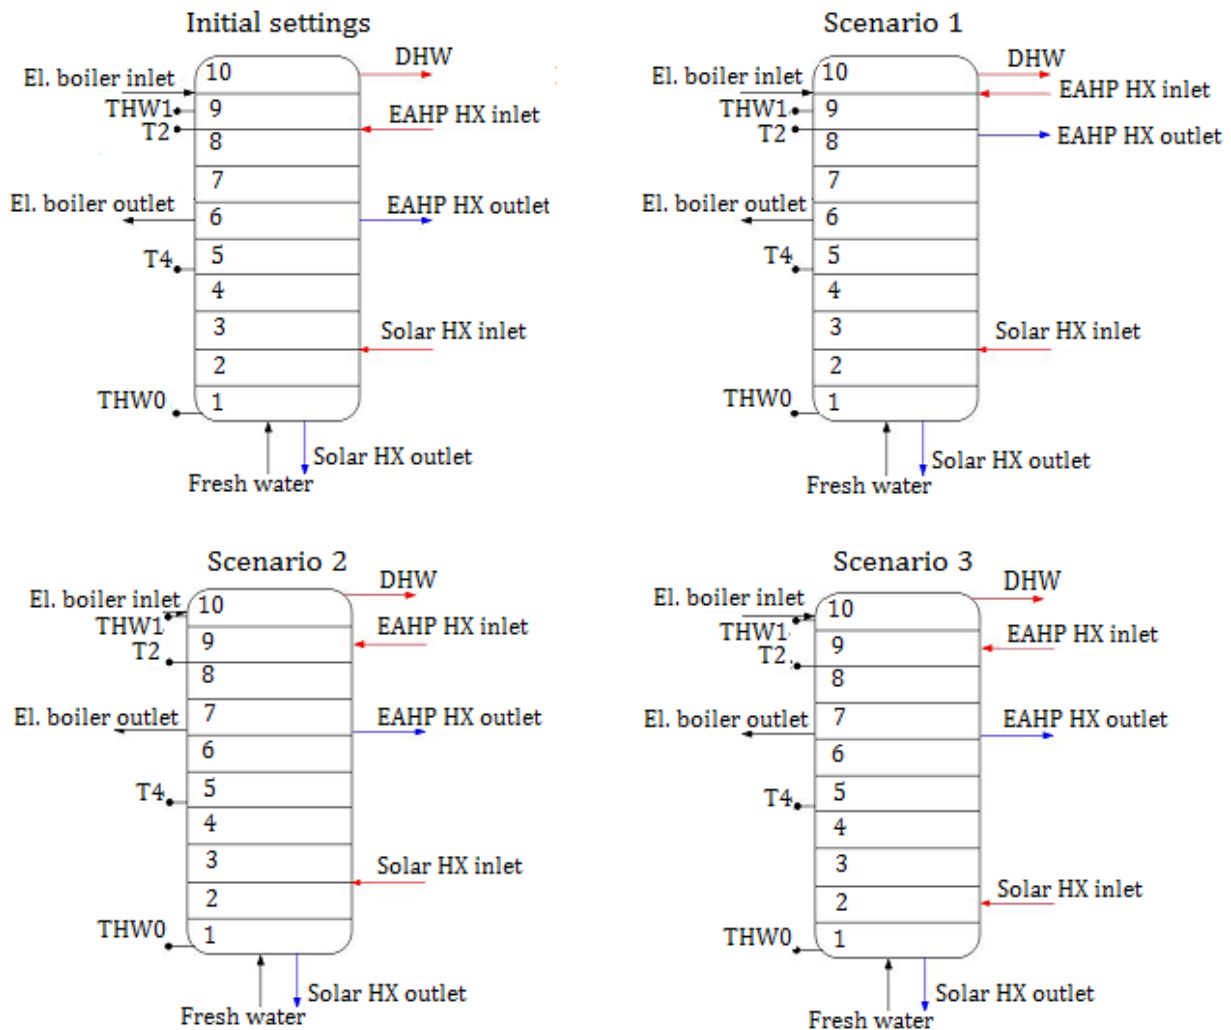 Initial settings
DHW
El. boiler inlet
10
THW1
9
EAHP HX inlet
T2
8
7
El. boiler outlet
6
EAHP HX outlet
T4
5
4
3
Solar HX inlet
2
THW0
1
Solar HX outlet
Fresh water
Scenario 1
DHW
El. boiler inlet
10
EAHP HX inlet
THW1
9
T2
8
EAHP HX outlet
7
El. boiler outlet
6
T4
5
4
3
Solar HX inlet
2
THW0
1
Solar HX outlet
Fresh water
Scenario 2
DHW
El. boiler inlet
10
THW1
9
EAHP HX inlet
T2
8
El. boiler outlet
7
EAHP HX outlet
6
T4
5
4
3
Solar HX inlet
2
THW0
1
Solar HX outlet
Fresh water
Scenario 3
DHW
El. boiler inlet
10
THW1
9
EAHP HX inlet
T2
8
El. boiler outlet
7
EAHP HX outlet
6
T4
5
4
3
Solar HX inlet
2
THW0
1
Solar HX outlet
Fresh water